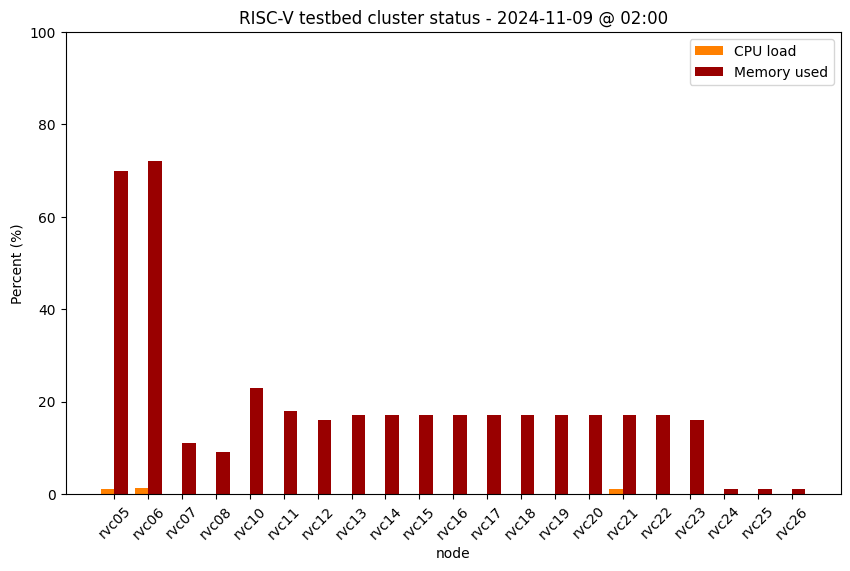 RISC-V testbed cluster status - 2024-11-09 @ 02:00
CPU load
Memory used
Percent (%)
100
80
60
40
20
0
rvc05
rvc06
rvc07
rvc08
rvc10
rvc11
rvc12
rvc13
rvc14
rvc15
rvc16
rvc17
rvc18
rvc19
rvc20
rvc21
rvc22
rvc23
rvc24
rvc25
rvc26
node